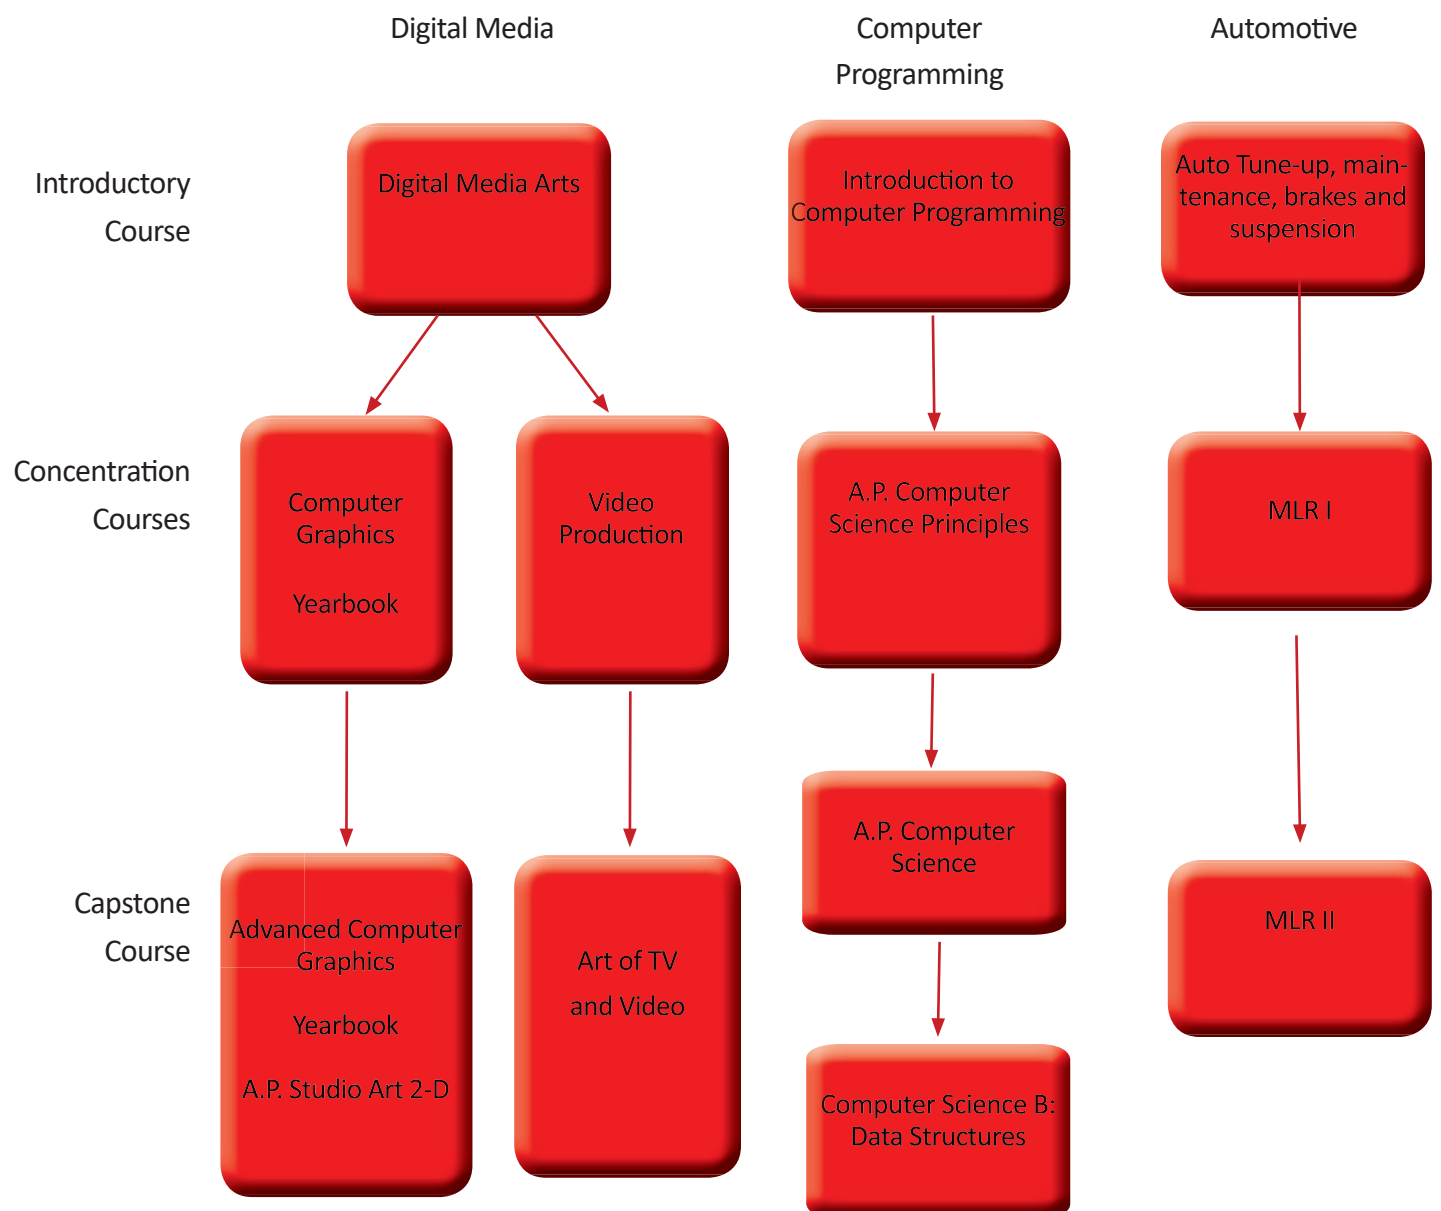 Digital Media
Computer
Programming
Automotive
Introductory
Course
Digital Media Arts
Introduction to
Computer Programming
Auto Tune-up, main-
tenance, brakes and
suspension
Concentration
Courses
Computer
Graphics
Yearbook
Video
Production
A.P. Computer
Science Principles
MLR I
A.P. Computer
Science
Capstone
Course
Advanced Computer
Graphics
Yearbook
A.P. Studio Art 2-D
Art of TV
and Video
Computer Science B:
Data Structures
MLR II